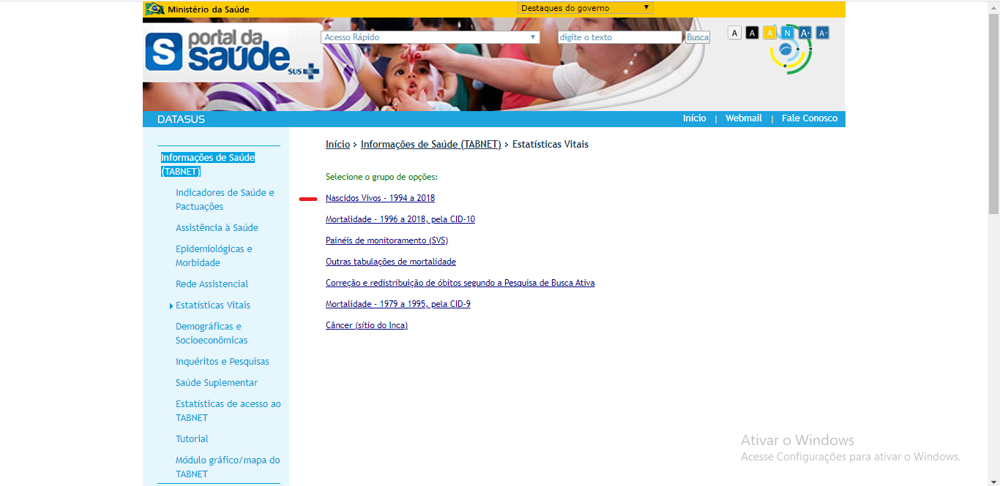 Ministério da Saúde
Destaques do governo
portal da
saúde
SUS
S
Acesso Rápido
digite o texto
Busca
A A A N A+ A-
DATASUS
Início | Webmail | Fale Conosco
Início > Informações de Saúde (TABNET) > Estatísticas Vitais
Informações de Saúde
(TABNET)
Indicadores de Saúde e
Pactuações
Assistência à Saúde
Epidemiológicas e
Morbidade
Rede Assistencial
Estatísticas Vitais
Demográficas e
Socioeconômicas
Inquéritos e Pesquisas
Saúde Suplementar
Estatísticas de acesso ao
TABNET
Tutorial
Módulo gráfico/mapa do
TABNET
Selecione o grupo de opções:
Nascidos Vivos - 1994 a 2018
Mortalidade - 1996 a 2018, pela CID-10
Painéis de monitoramento (SVS)
Outras tabulações de mortalidade
Correção e redistribuição de óbitos segundo a Pesquisa de Busca Ativa
Mortalidade - 1979 a 1995, pela CID-9
Câncer (sítio do Inca)
Ativar o Windows
Acesse Configurações para ativar o Windows.